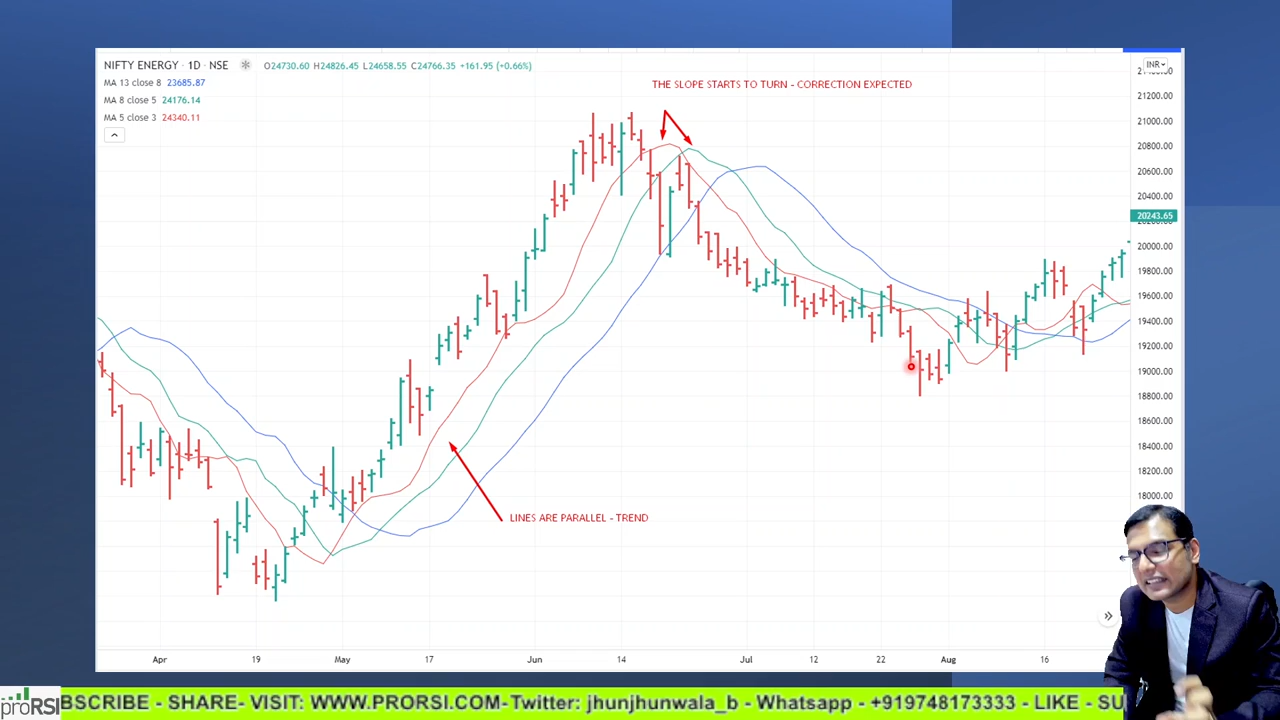 NIFTY ENERGY · 1D · NSE O24730.60 H24826.45 L24658.55 C24766.35 +161.95 (+0.66%)
MA 13 close 8 23685.87
MA 8 close 5 24176.14
MA 5 close 3 24340.11
THE SLOPE STARTS TO TURN - CORRECTION EXPECTED
LINES ARE PARALLEL - TREND
INR
21200.00
21000.00
20800.00
20600.00
20400.00
20243.65
20000.00
19800.00
19600.00
19400.00
19200.00
19000.00
18800.00
18600.00
18400.00
18200.00
18000.00
Apr 19 May 17 Jun 14 Jul 12 22 Aug 16
proRSI
BSCRIBE - SHARE- VISIT: WWW.PRORSI.COM- Twitter: jhunjhunwala_b - Whatsapp - +919748173333 - LIKE - SU